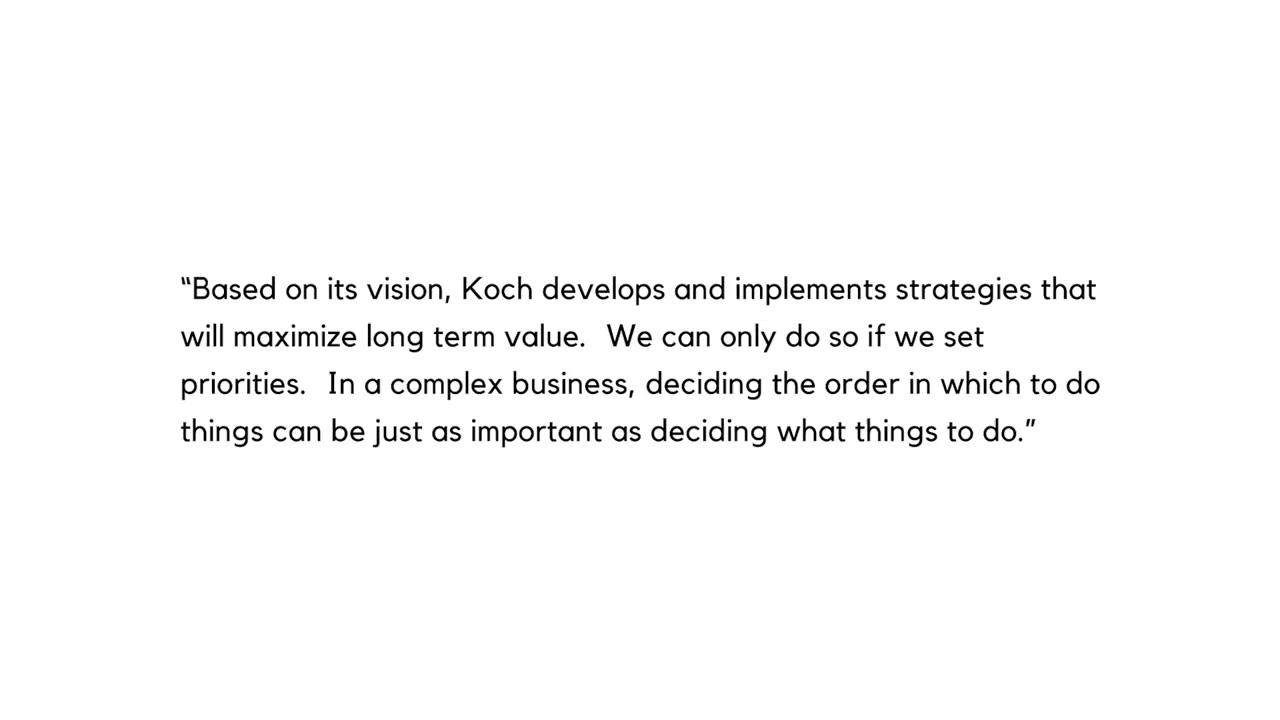 “Based on its vision, Koch develops and implements strategies that
will maximize long term value.  We can only do so if we set
priorities.  In a complex business, deciding the order in which to do
things can be just as important as deciding what things to do.”